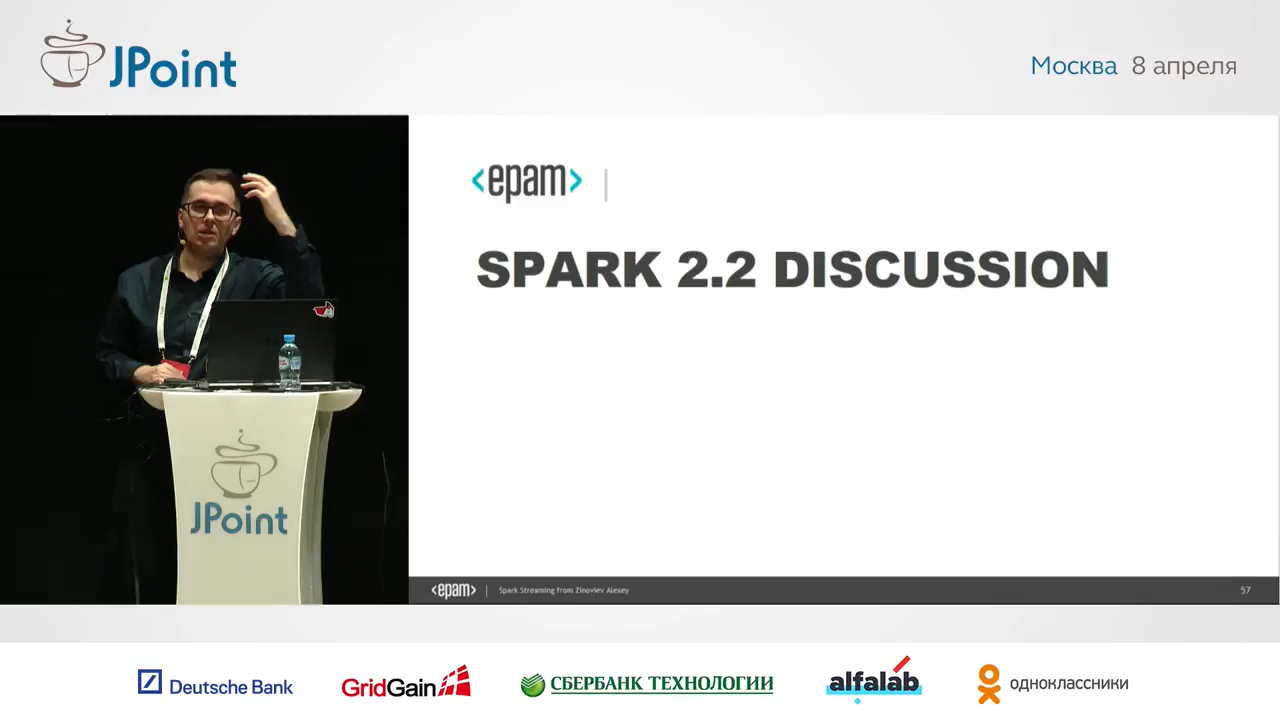 JPoint
Москва 8 апреля
<epam> |
SPARK 2.2 DISCUSSION
JPoint
<epam> | Spark Streaming from Zinoviev Alexey 57
Deutsche Bank
GridGain
СБЕРБАНК ТЕХНОЛОГИИ
alfalab
одноклассники